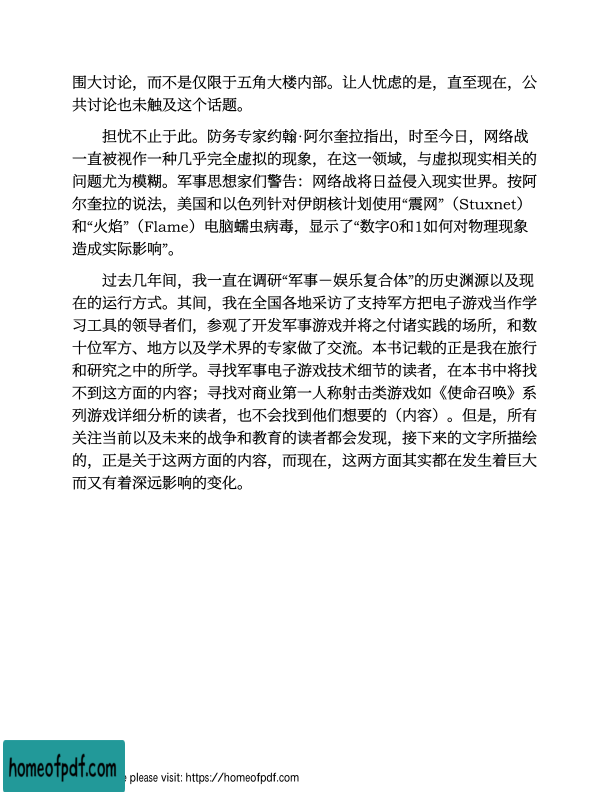 围大讨论，而不是仅限于五角大楼内部。让人忧虑的是，直至现在，公
共讨论也未触及这个话题。
担忧不止于此。防务专家约翰·阿尔奎拉指出，时至今日，网络战
一直被视作一种几乎完全虚拟的现象，在这一领域，与虚拟现实相关的
问题尤为模糊。军事思想家们警告：网络战将日益侵入现实世界。按阿
尔奎拉的说法，美国和以色列针对伊朗核计划使用“震网”（Stuxnet）
和“火焰”（Flame）电脑蠕虫病毒，显示了“数字0和1如何对物理现象
造成实际影响”。
过去几年间，我一直在调研“军事－娱乐复合体”的历史渊源以及现
在的运行方式。其间，我在全国各地采访了支持军方把电子游戏当作学
习工具的领导者们，参观了开发军事游戏并将之付诸实践的场所，和数
十位军方、地方以及学术界的专家做了交流。本书记载的正是我在旅行
和研究之中的所学。寻找军事电子游戏技术细节的读者，在本书中将找
不到这方面的内容；寻找对商业第一人称射击类游戏如《使命召唤》系
列游戏详细分析的读者，也不会找到他们想要的（内容）。但是，所有
关注当前以及未来的战争和教育的读者都会发现，接下来的文字所描绘
的，正是关于这两方面的内容，而现在，这两方面其实都在发生着巨大
而又有着深远影响的变化。
homeofpdf.com
please visit: https://homeofpdf.com